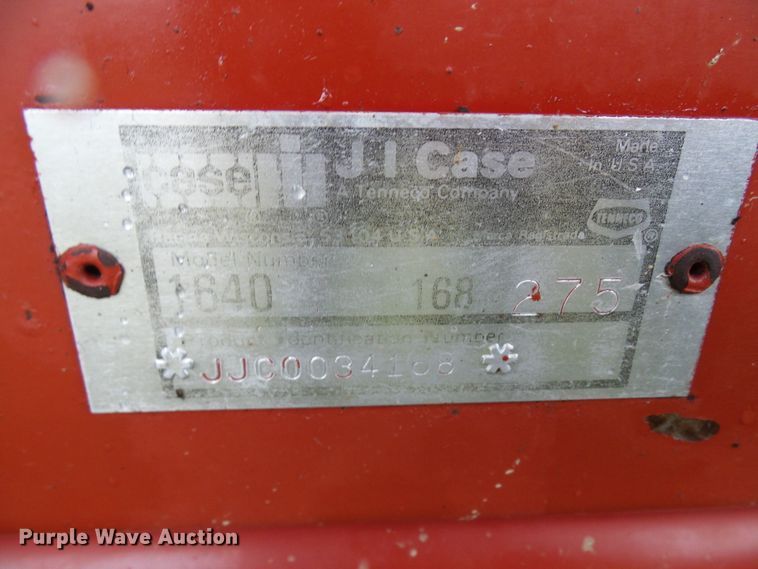 case ih
J I Case
A Tenneco Company
Made
In U S A
TENNECO
Model Number
1640 168 275
Product Identification Number
* JJC0034168 *
Purple Wave Auction